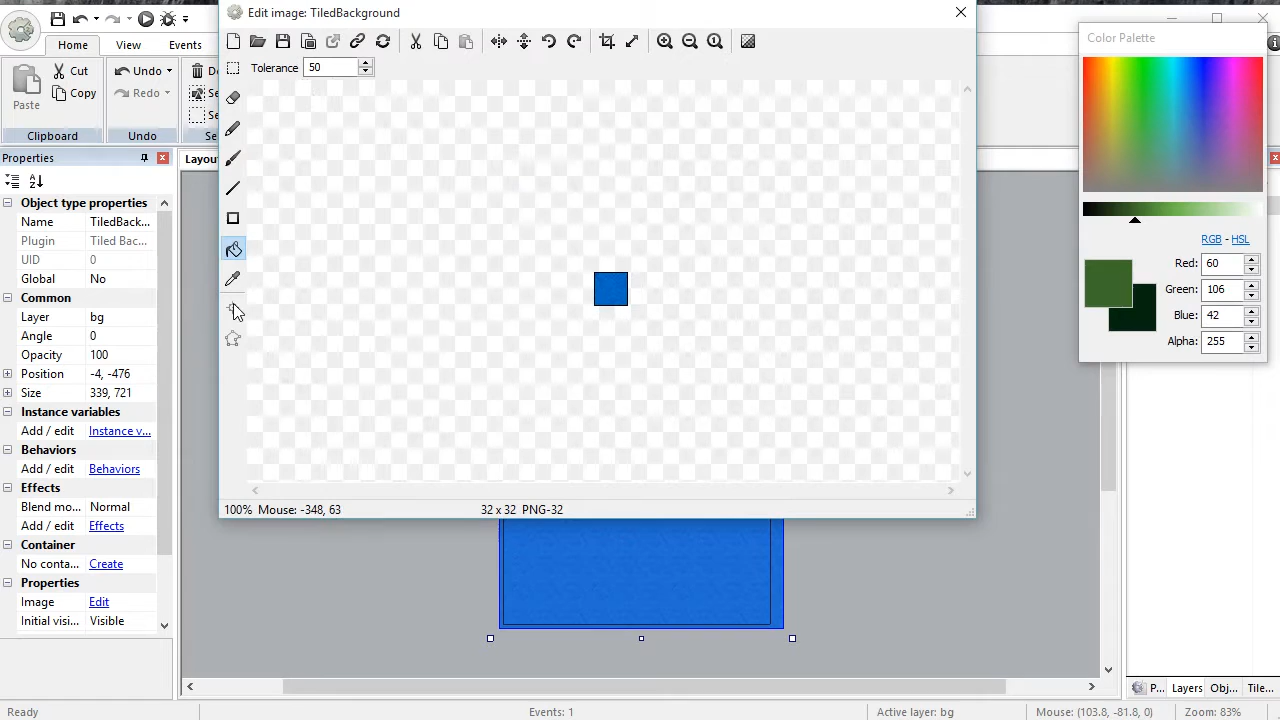 Edit image: TiledBackground
Home
View
Events
Tolerance
50
Paste
Cut
Copy
Clipboard
Undo
Redo
Undo
De
Se
Se
Se
Properties
Layou
Object type properties
Name TiledBack...
Plugin Tiled Bac...
UID 0
Global No
Common
Layer bg
Angle 0
Opacity 100
Position -4, -476
Size 339, 721
Instance variables
Add / edit Instance v...
Behaviors
Add / edit Behaviors
Effects
Blend mo... Normal
Add / edit Effects
Container
No conta... Create
Properties
Image Edit
Initial visi... Visible
100% Mouse: -348, 63
32 x 32 PNG-32
Color Palette
RGB - HSL
Red: 60
Green: 106
Blue: 42
Alpha: 255
P...
Layers
Obj...
Tile...
Ready
Events: 1
Active layer: bg
Mouse: (103.8, -81.8, 0)
Zoom: 83%